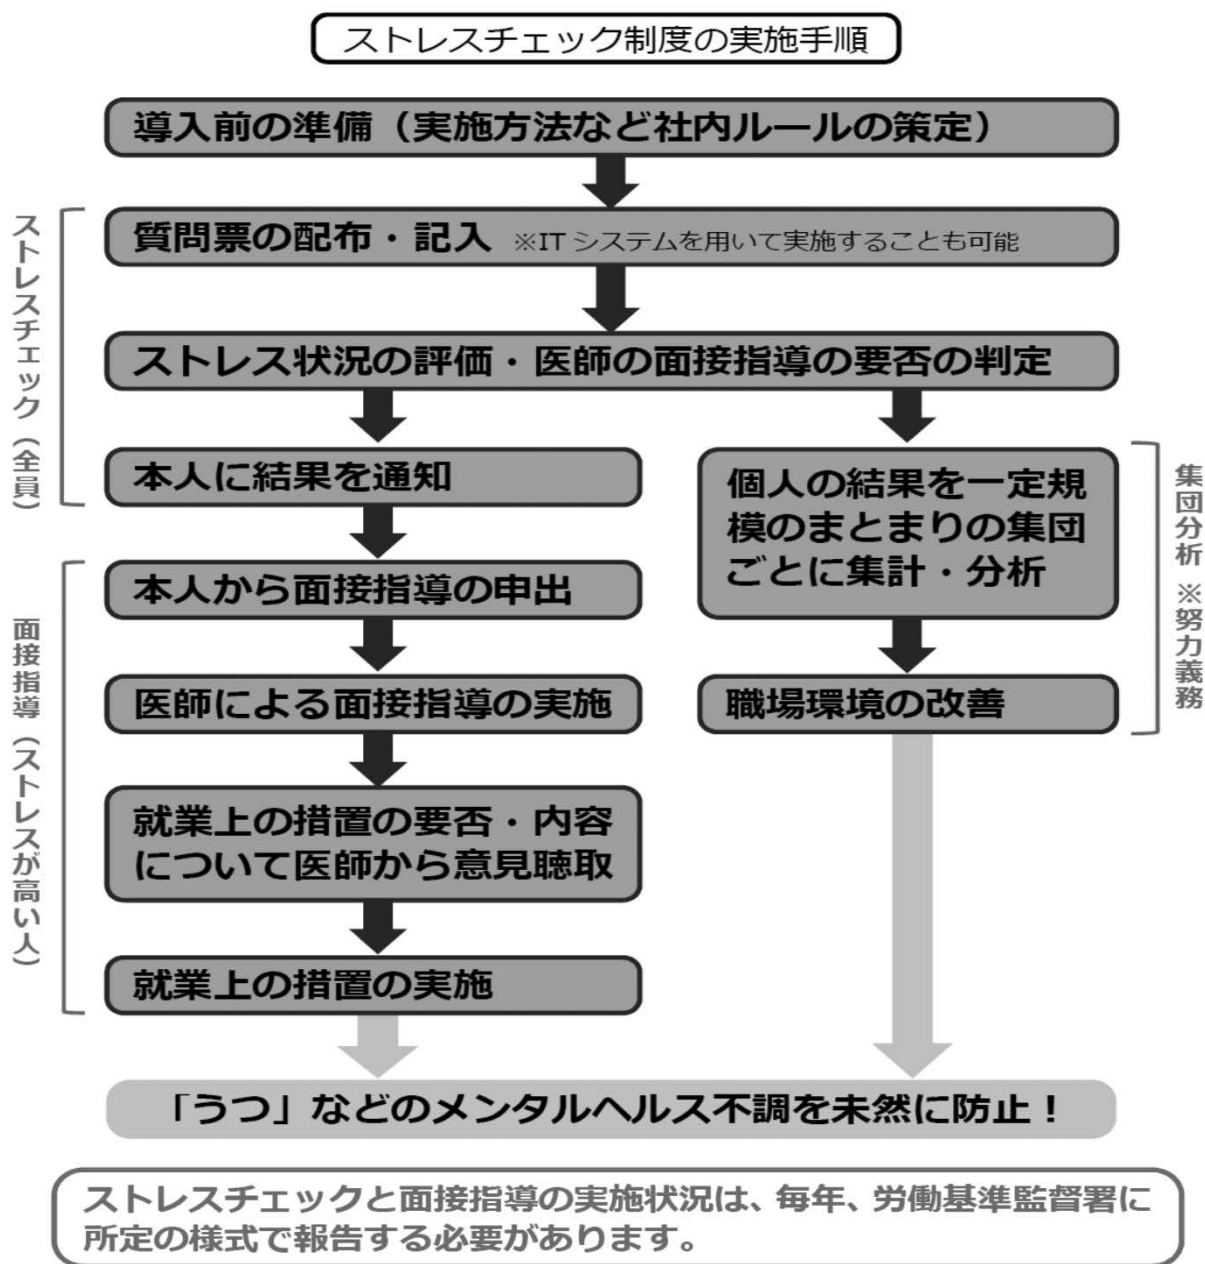 ストレスチェック制度の実施手順
導入前の準備（実施方法など社内ルールの策定）
ストレスチェック（全員）
質問票の配布・記入 ※ITシステムを用いて実施することも可能
ストレス状況の評価・医師の面接指導の要否の判定
本人に結果を通知
面接指導（ストレスが高い人）
本人から面接指導の申出
医師による面接指導の実施
就業上の措置の要否・内容
について医師から意見聴取
就業上の措置の実施
個人の結果を一定規
模のまとまりの集団
ごとに集計・分析
職場環境の改善
集団分析 ※努力義務
「うつ」などのメンタルヘルス不調を未然に防止！
ストレスチェックと面接指導の実施状況は、毎年、労働基準監督署に
所定の様式で報告する必要があります。